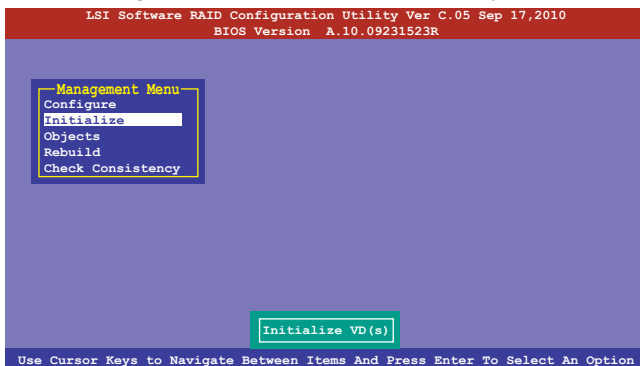 LSI Software RAID Configuration Utility Ver C.05 Sep 17,2010
BIOS Version A.10.09231523R
Management Menu
Configure
Initialize
Objects
Rebuild
Check Consistency
Initialize VD(s)
Use Cursor Keys to Navigate Between Items And Press Enter To Select An Option